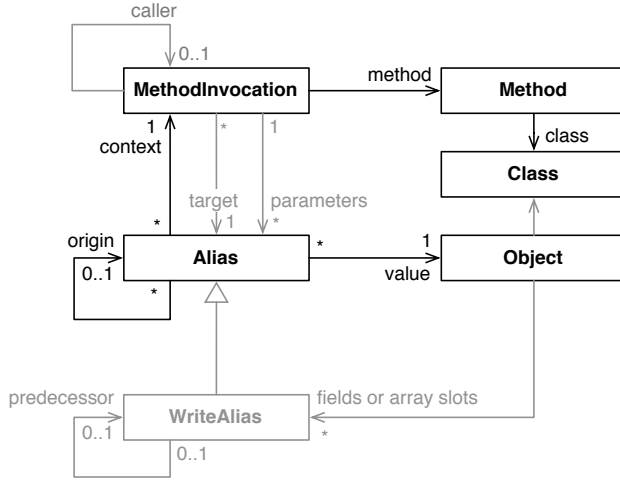 caller
0..1
MethodInvocation
method
Method
1
*
1
class
context
Class
target
parameters
*
1
*
origin
*
1
0..1
Alias
Object
*
value
predecessor
fields or array slots
0..1
WriteAlias
*
0..1